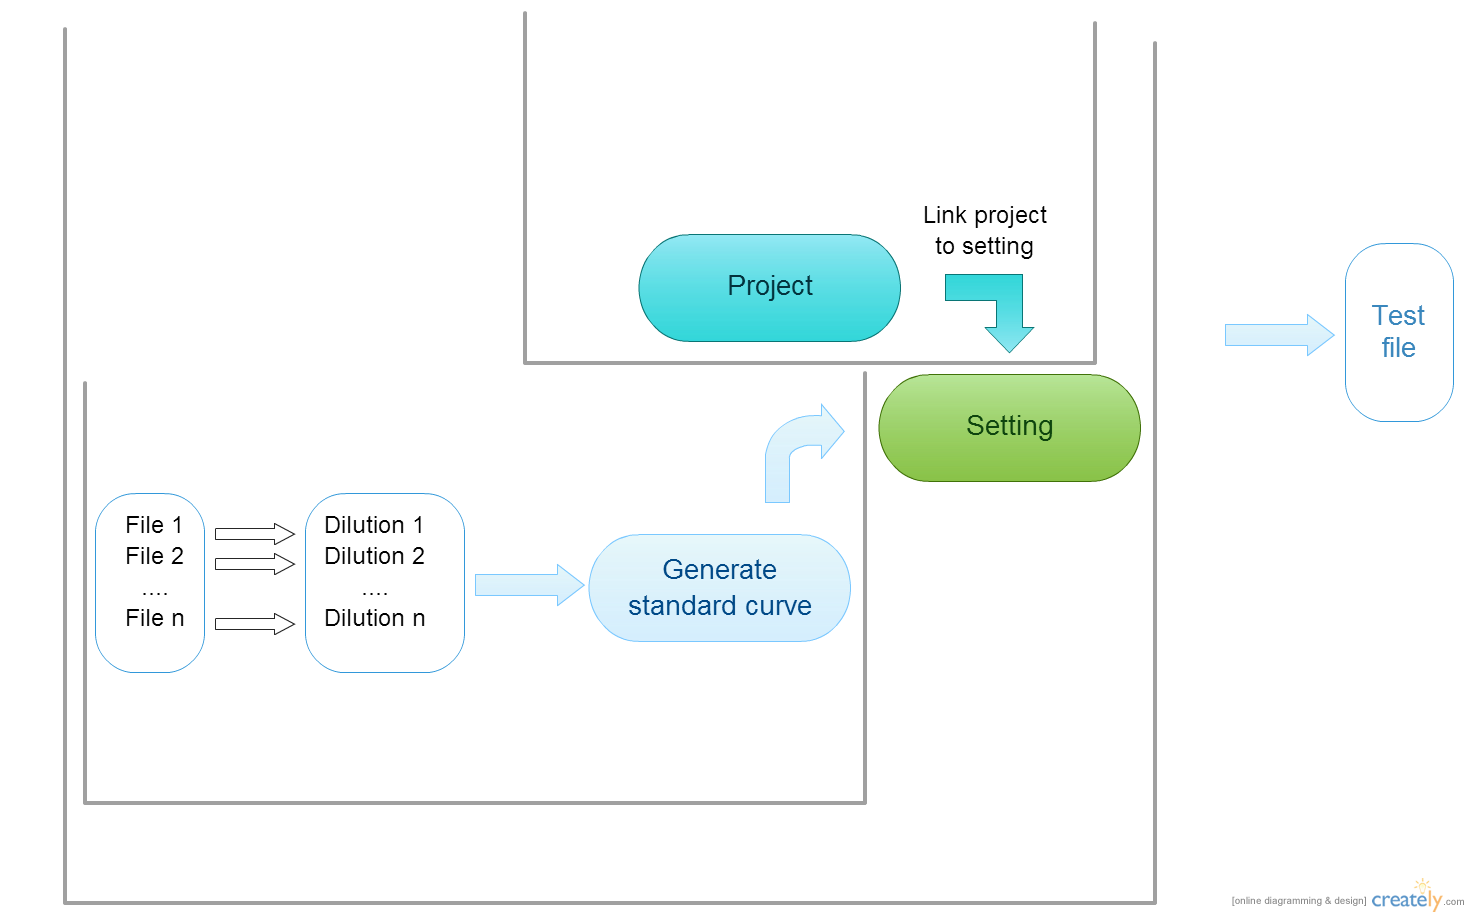 Link project
to setting
Project
Test
file
Setting
File 1
File 2
....
File n
Dilution 1
Dilution 2
....
Dilution n
Generate
standard curve
[online diagramming & design] creately.com